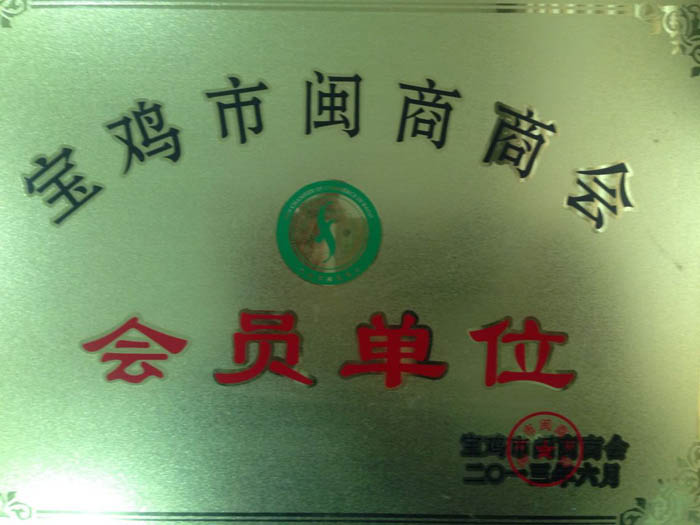 宝鸡市闽商商会
会员单位
宝鸡市闽商商会
二〇一三年六月